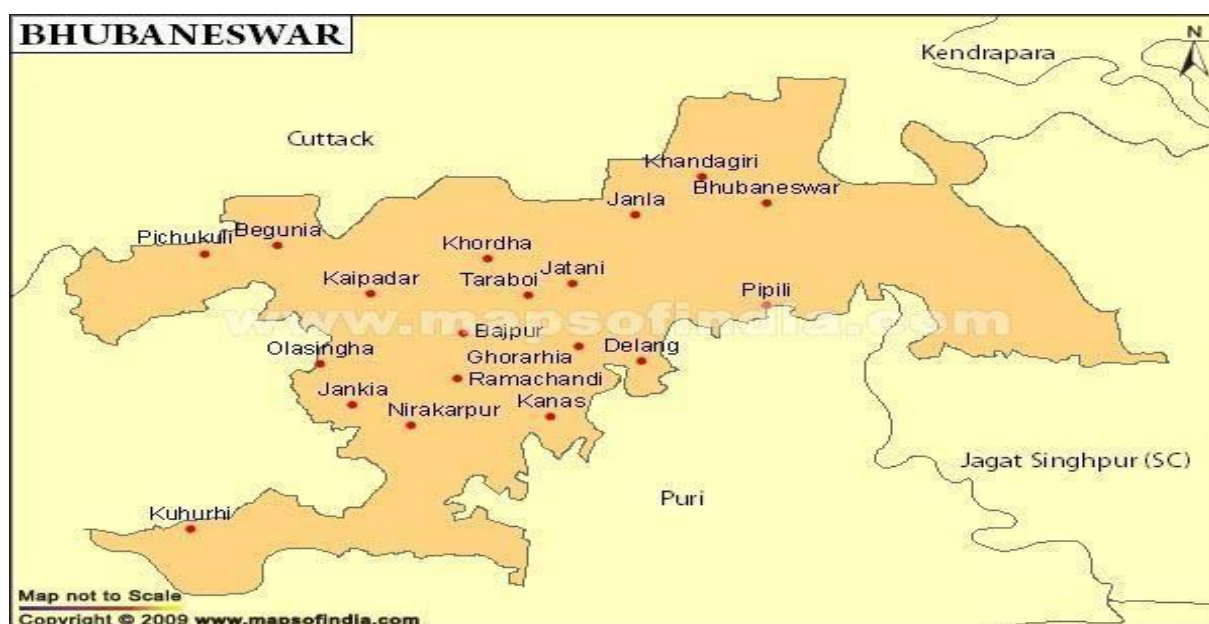 BHUBANESWAR
N
Kendrapara
Cuttack
Khandagiri
Bhubaneswar
Janla
Pichukuli
Begunia
Khordha
Kaipadar
Taraboi
Jatani
Pipili
www.mapsofindia.com
Bajpur
Olasingha
Ghorarhia
Delang
Ramachandi
Jankia
Kanas
Nirakarpur
Jagat Singhpur (SC)
Puri
Kuhurhi
Map not to Scale
Copyright © 2009 www.mapsofindia.com